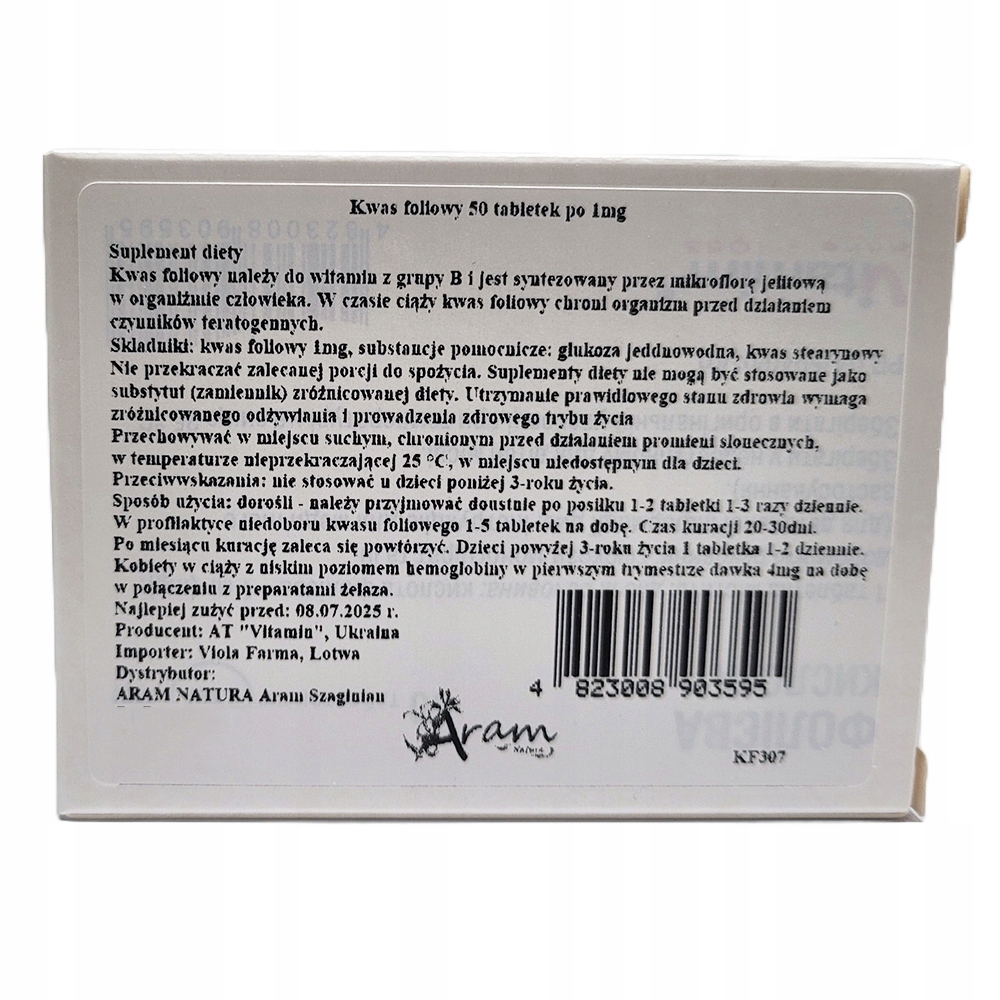 Kwas foliowy 50 tabletek po 1mg
Suplement diety
Kwas foliowy należy do witamin z grupy B i jest syntezowany przez mikroflorę jelitową
w organiźmie człowieka. W czasie ciąży kwas foliowy chroni organizm przed działaniem
czynników teratogennych.
Składniki: kwas foliowy 1mg, substancje pomocnicze: glukoza jedduowodna, kwas stearynowy
Nie przekraczać zalecanej porcji do spożycia. Suplementy diety nie mogą być stosowane jako
substytut (zamiennik) zróżnicowanej diety. Utrzymanie prawidłowego stanu zdrowia wymaga
zróżnicowanego odżywiania i prowadzenia zdrowego trybu życia
Przechowywać w miejscu suchym, chronionym przed działaniem promieni słonecznych,
w temperaturze nieprzekraczającej 25 °C, w miejscu niedostępnym dla dzieci.
Przeciwwskazania: nie stosować u dzieci poniżej 3-roku życia.
Sposób użycia: dorośli - należy przyjmować doustnie po posiłku 1-2 tabletki 1-3 razy dziennie.
W profilaktyce niedoboru kwasu foliowego 1-5 tabletek na dobę. Czas kuracji 20-30dni.
Po miesiącu kurację zaleca się powtórzyć. Dzieci powyżej 3-roku życia 1 tabletka 1-2 dziennie.
Kobiety w ciąży z niskim poziomem hemoglobiny w pierwszym trymestrze dawka 4mg na dobę
w połączeniu z preparatami żelaza.
Najlepiej zużyć przed: 08.07.2025 r.
Producent: AT "Vitamin", Ukraina
Importer: Viola Farma, Łotwa
Dystrybutor:
ARAM NATURA Aram Szaginian
4 823008 903595
Aram
Natura
KF307